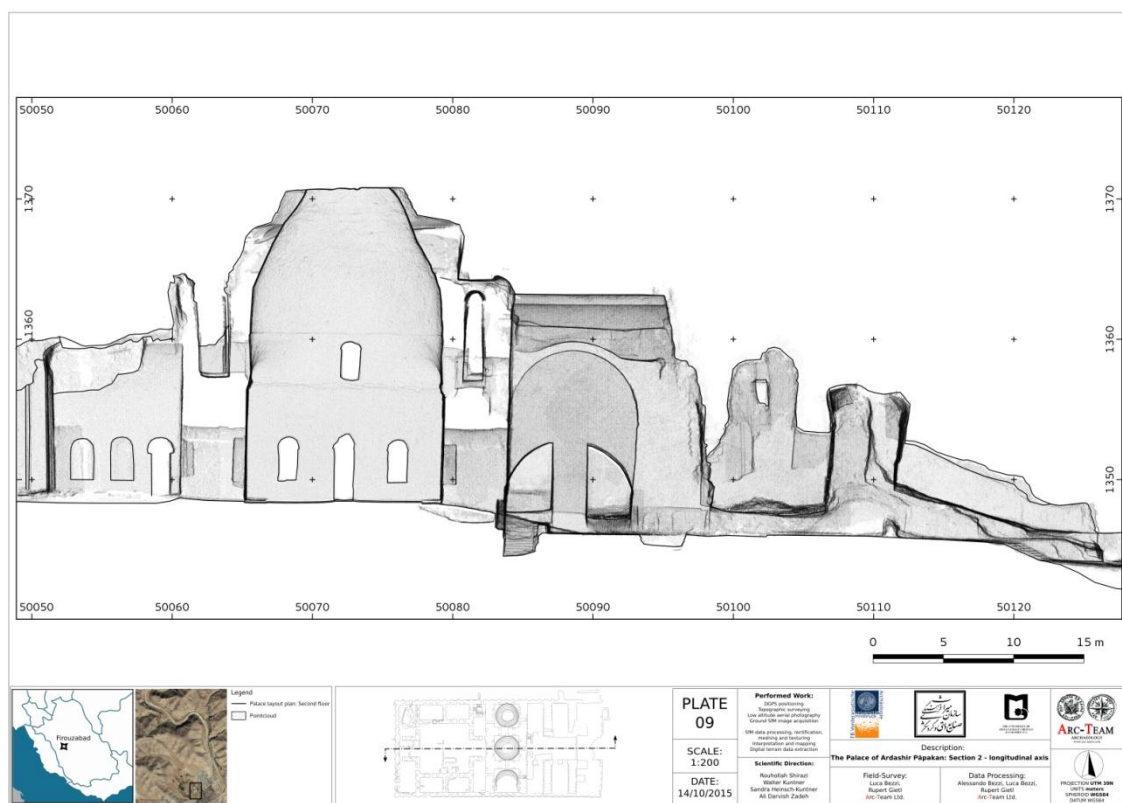 50050 50060 50070 50080 50090 50100 50110 50120
1370 1370
1360 1360
1350 1350
50050 50060 50070 50080 50090 50100 50110 50120
0 5 10 15 m
Firouzabad
Legend
Palace layout plan: Second floor
Pointcloud
PLATE
09
SCALE:
1:200
DATE:
14/10/2015
Performed Work:
DGPS positioning
Topographic surveying
Low altitude aerial photography
Ground SfM image acquisition
SfM data processing, rectification,
meshing and texturing
Interpretation and mapping
Digital terrain data extraction
Scientific Direction:
Rouhollah Shirazi
Walter Kuntner
Sandra Heinsch-Kuntner
Ali Darvish Zadeh
Description:
The Palace of Ardashir Pāpakan: Section 2 - longitudinal axis
Field-Survey:
Luca Bezzi,
Rupert Gietl
Arc-Team Ltd.
Data Processing:
Alessandro Bezzi, Luca Bezzi,
Rupert Gietl
Arc-Team Ltd.
ARC-TEAM
ARCHAEOLOGY
PROJECTION UTM 39N
UNITS meters
SPHEROID WGS84
DATUM WGS84